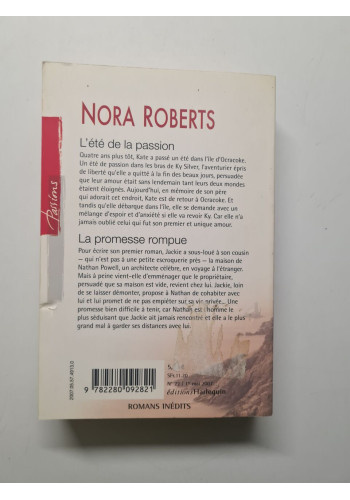 NORA ROBERTS
L'été de la passion
Quatre ans plus tôt, Kate a passé un été dans l'île d'Ocracoke.
Un été de passion dans les bras de Ky Silver, l'aventurier épris
de liberté qu'elle a quitté à la fin des beaux jours, persuadée
que leur amour était sans lendemain tant leurs deux mondes
étaient éloignés. Aujourd'hui, en mémoire de son père
qui adorait cet endroit, Kate est de retour à Ocracoke. Et
tandis qu'elle débarque dans l'île, elle se demande avec un
mélange d'espoir et d'anxiété si elle va revoir Ky. Car elle n'a
jamais oublié celui qui fut son premier et unique amour.
Passions
La promesse rompue
Pour écrire son premier roman, Jackie a sous-loué à son cousin
— qui n'est pas à une petite escroquerie près — la maison de
Nathan Powell, un architecte célèbre, en voyage à l'étranger.
Mais à peine vient-elle d'emménager que le propriétaire,
persuadé que sa maison est vide, revient chez lui. Jackie, loin
de se laisser démonter, propose à Nathan de cohabiter avec
lui et lui promet de ne pas empiéter sur sa vie privée... Une
promesse bien difficile à tenir, car Nathan est l'homme le
plus séduisant que Jackie ait jamais rencontré et elle a le plus
grand mal à garder ses distances avec lui.
9 782280 092821
éditions Harlequin
ROMANS INÉDITS